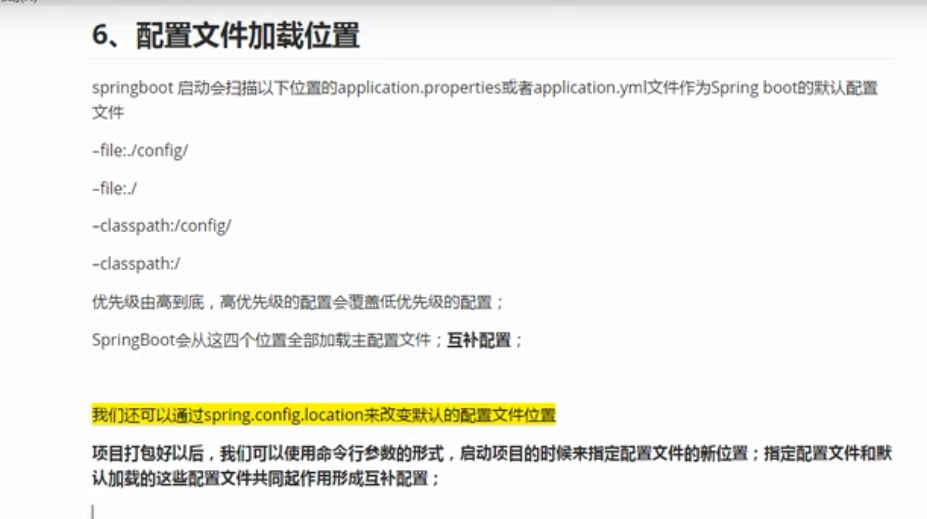 6、配置文件加载位置
springboot 启动会扫描以下位置的application.properties或者application.yml文件作为Spring boot的默认配置
文件
–file:./config/
–file:./
–classpath:/config/
–classpath:/
优先级由高到底，高优先级的配置会覆盖低优先级的配置；
SpringBoot会从这四个位置全部加载主配置文件；互补配置；
我们还可以通过spring.config.location来改变默认的配置文件位置
项目打包好以后，我们可以使用命令行参数的形式，启动项目的时候来指定配置文件的新位置；指定配置文件和默
认加载的这些配置文件共同起作用形成互补配置；